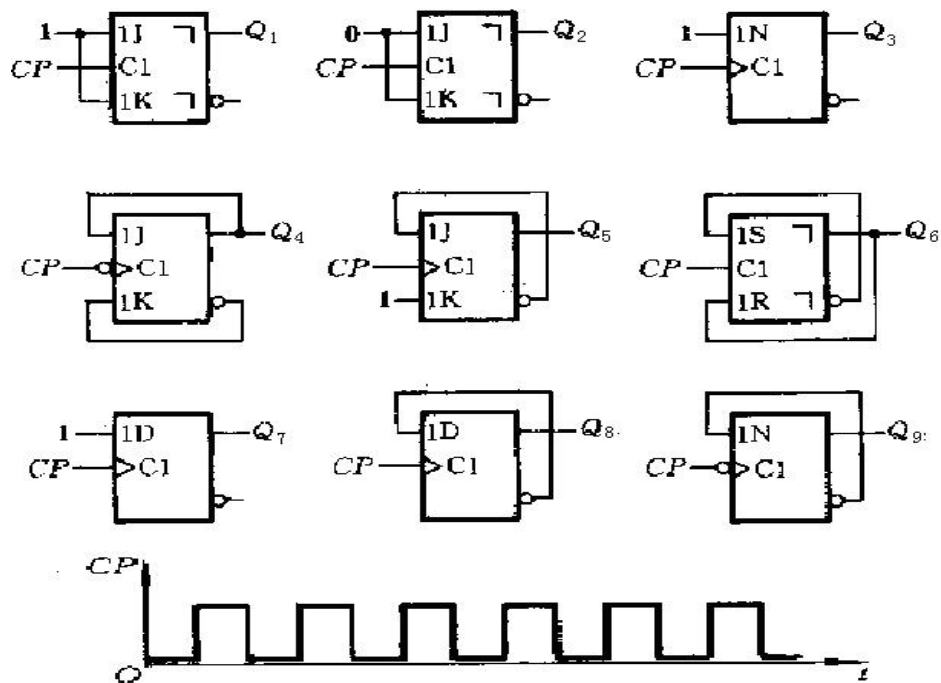 1 1J Q1
CP C1
1K
0 1J Q2
CP C1
1K
1 1N Q3
CP C1
1J Q4
CP C1
1K
1J Q5
CP C1
1 1K
1S Q6
CP C1
1R
1 1D Q7
CP C1
1D Q8
CP C1
1N Q9
CP C1
CP
O t